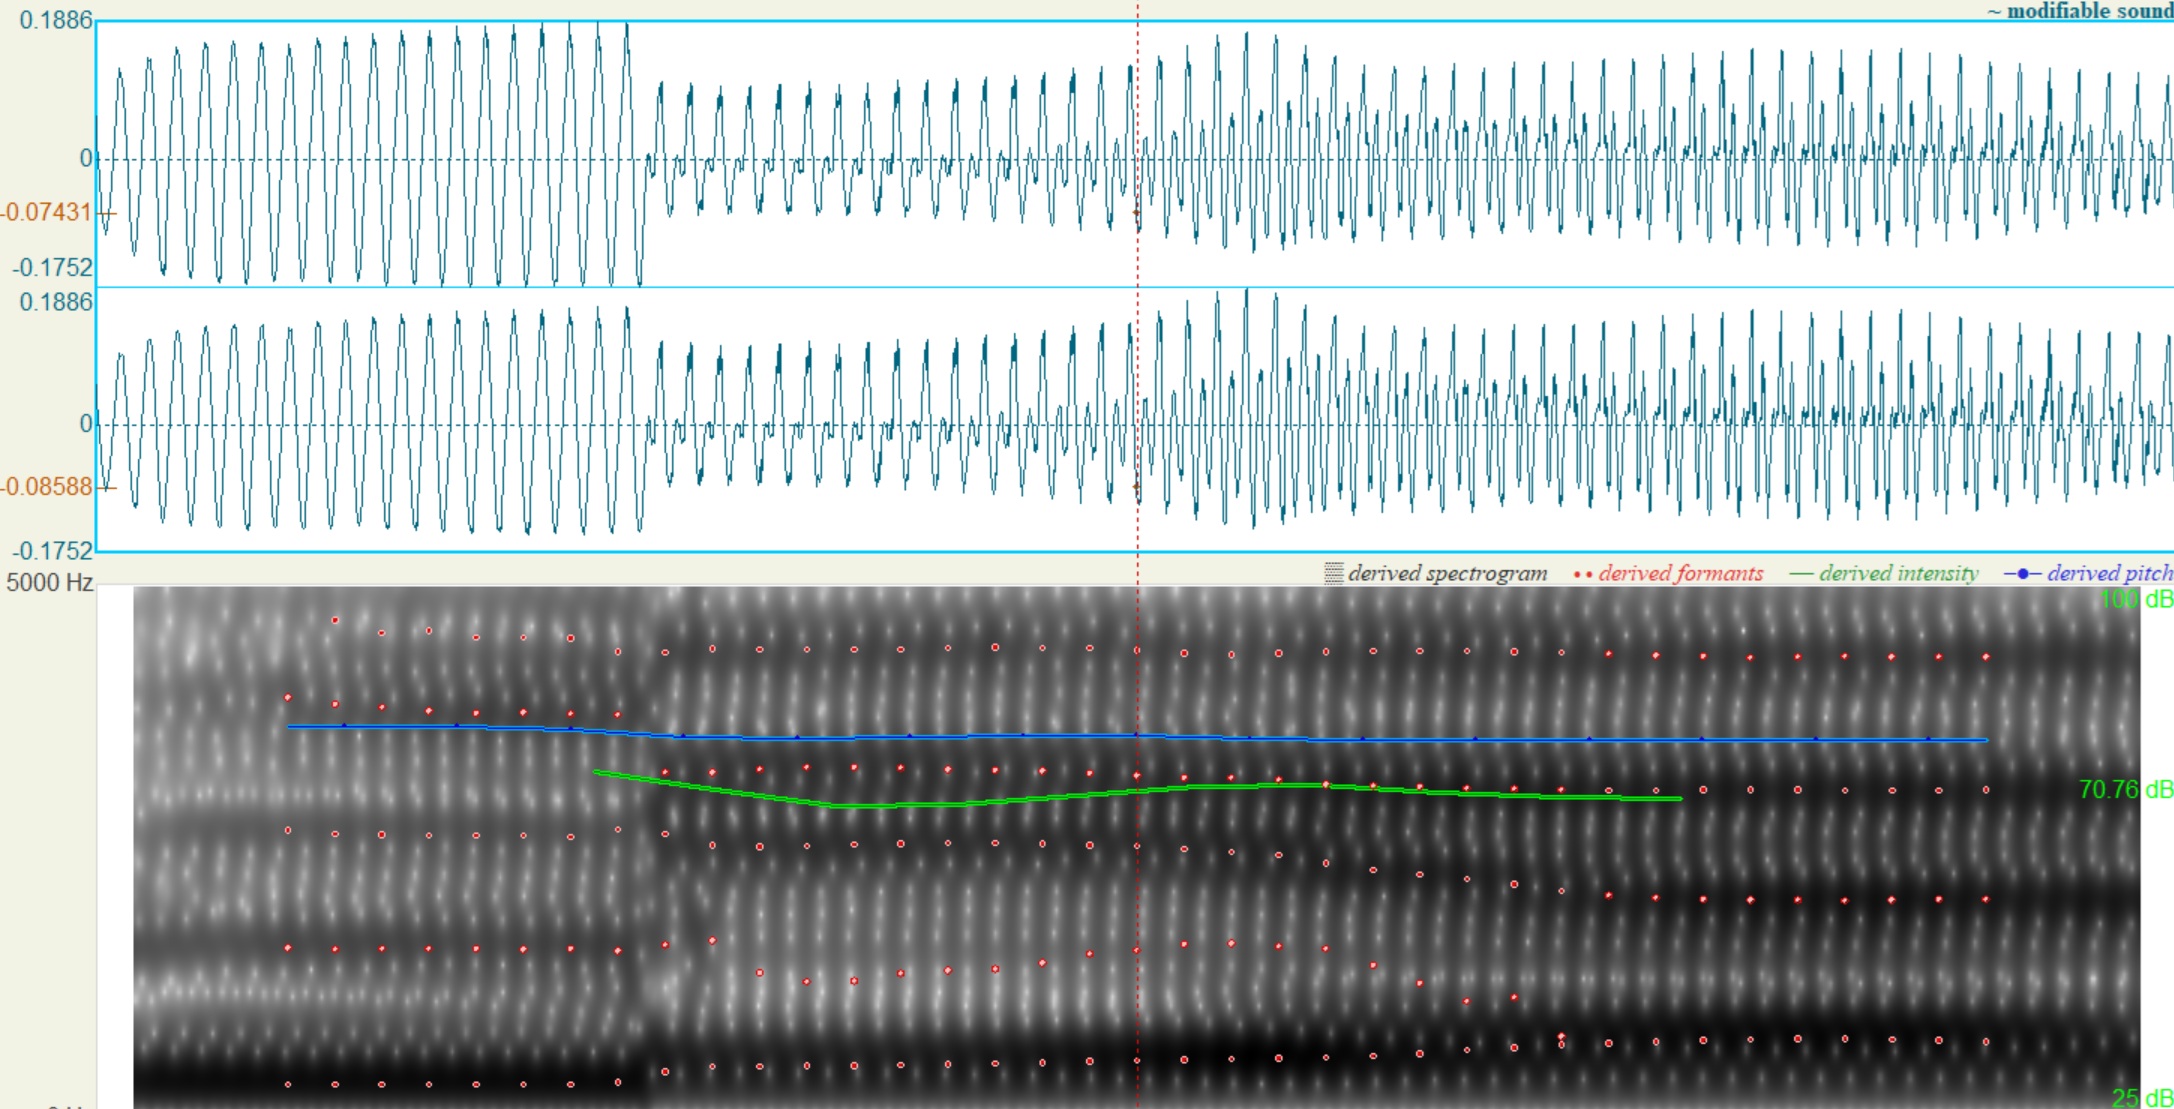 ~ modifiable sound
0.1886
0
-0.07431
-0.1752
0.1886
0
-0.08588
-0.1752
5000 Hz
derived spectrogram derived formants derived intensity derived pitch
100 dB
70.76 dB
25 dB